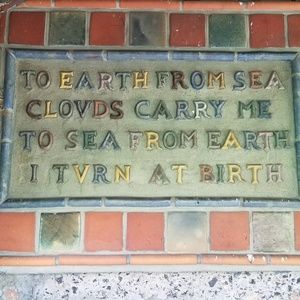 TO EARTH FROM SEA
CLOVDS CARRY ME
TO SEA FROM EARTH
I TVRN AT BIRTH